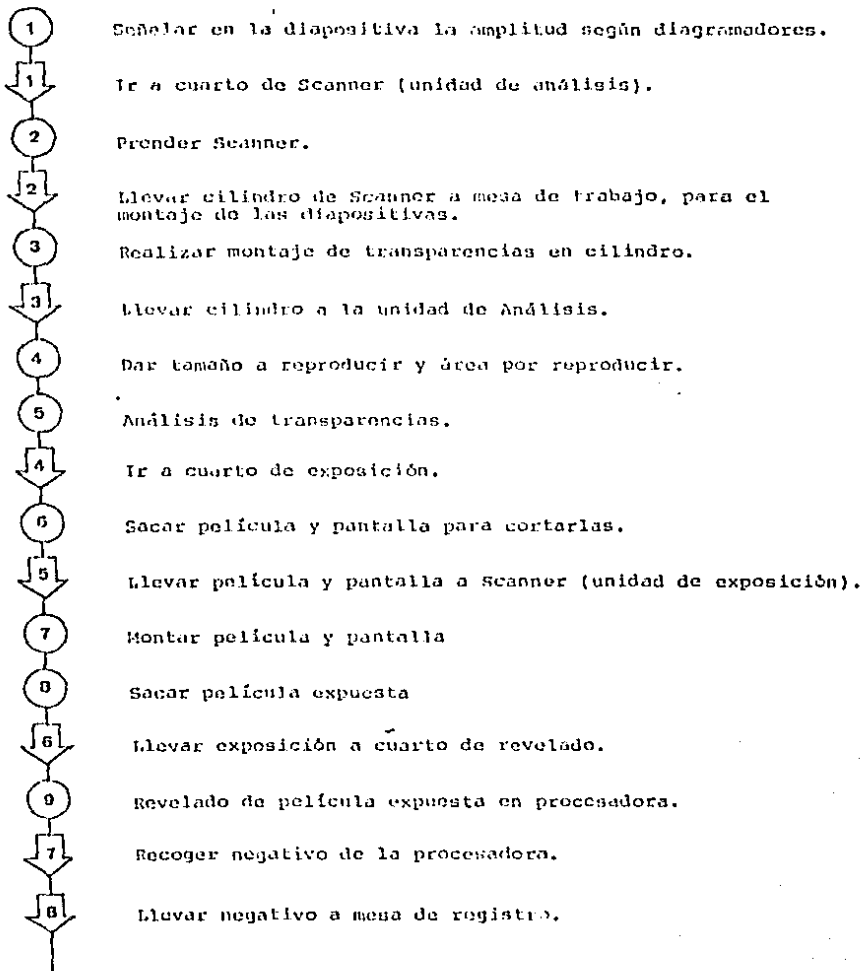 1 Señalar en la diapositiva la amplitud según diagramadores.
1 Ir a cuarto de Scanner (unidad de análisis).
2 Prender Scanner.
2 Llevar cilindro de Scanner a mesa de trabajo, para el
montaje de las diapositivas.
3 Realizar montaje de transparencias en cilindro.
3 Llevar cilindro a la unidad de Análisis.
4 Dar tamaño a reproducir y área por reproducir.
5 Análisis de transparencias.
4 Ir a cuarto de exposición.
6 Sacar película y pantalla para cortarlas.
5 Llevar película y pantalla a Scanner (unidad de exposición).
7 Montar película y pantalla
8 Sacar película expuesta
6 Llevar exposición a cuarto de revelado.
9 Revelado de película expuesta en procesadora.
7 Recoger negativo de la procesadora.
8 Llevar negativo a mesa de registro.